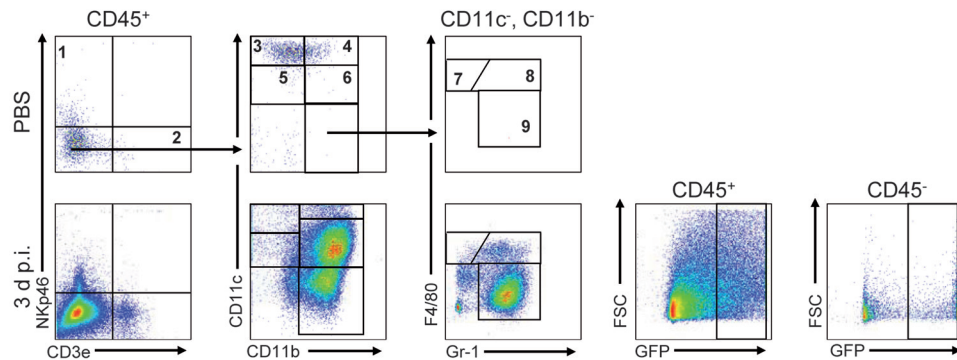 CD45+
CD11c-, CD11b-
PBS
1
2
3
4
5
6
7
8
9
CD45+
CD45-
3 d p.i.
NKp46
CD3e
CD11c
CD11b
F4/80
Gr-1
FSC
GFP
FSC
GFP